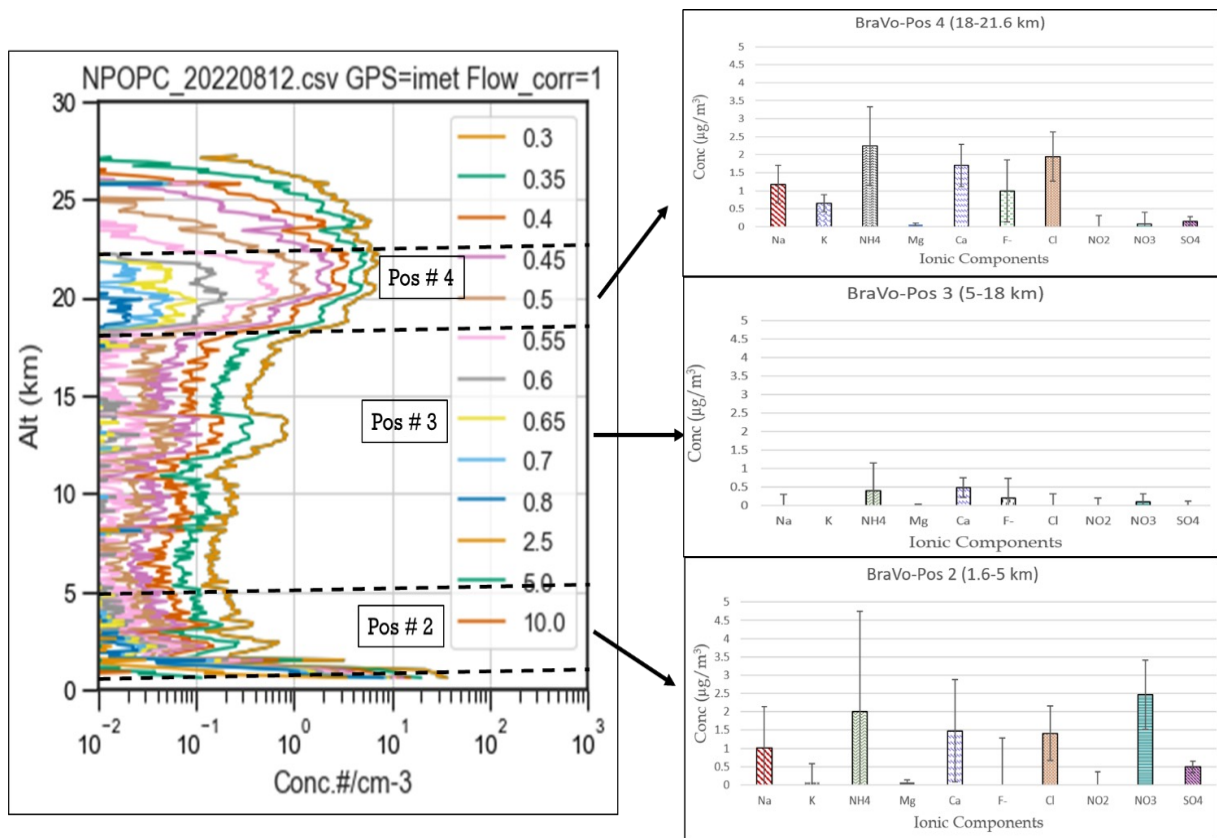 NPOPC_20220812.csv GPS=imet Flow_corr=1
30
25
20
15
10
5
0
Alt (km)
0.3
0.35
0.4
0.45
0.5
0.55
0.6
0.65
0.7
0.8
2.5
5.0
10.0
Pos # 4
Pos # 3
Pos # 2
10⁻² 10⁻¹ 10⁰ 10¹ 10² 10³
Conc.#/cm-3
BraVo-Pos 4 (18-21.6 km)
5
4.5
4
3.5
3
2.5
2
1.5
1
0.5
0
Conc (µg/m³)
Na K NH4 Mg Ca F- Cl NO2 NO3 SO4
Ionic Components
BraVo-Pos 3 (5-18 km)
5
4.5
4
3.5
3
2.5
2
1.5
1
0.5
0
Conc (µg/m³)
Na K NH4 Mg Ca F- Cl NO2 NO3 SO4
Ionic Components
BraVo-Pos 2 (1.6-5 km)
5
4.5
4
3.5
3
2.5
2
1.5
1
0.5
0
Conc (µg/m³)
Na K NH4 Mg Ca F- Cl NO2 NO3 SO4
Ionic Components